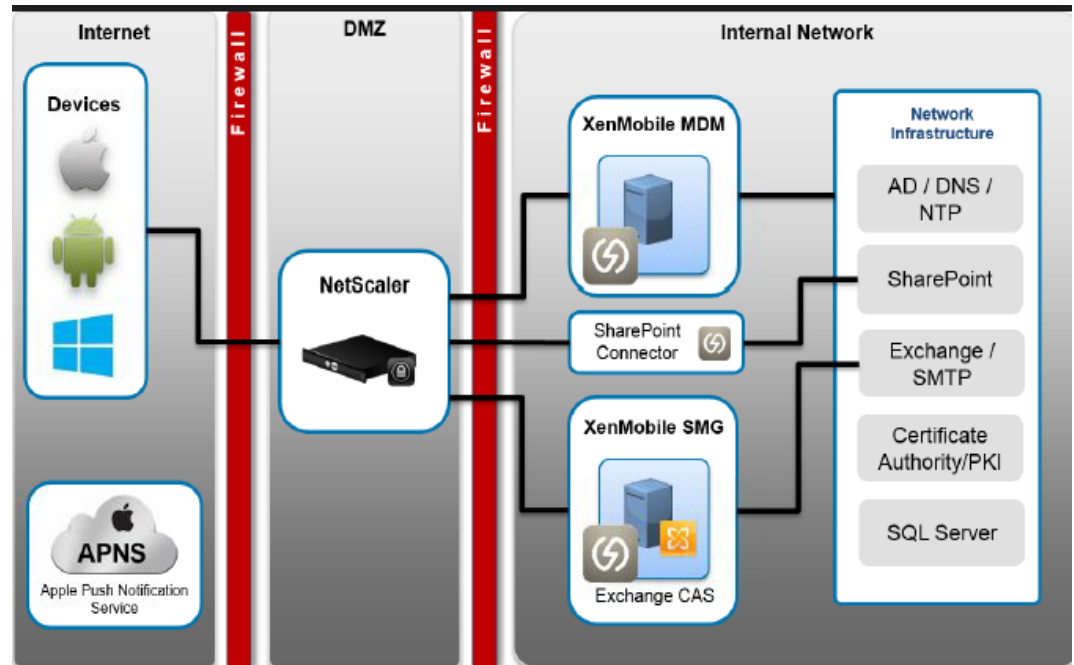 Internet
DMZ
Internal Network
Devices
Firewall
Firewall
NetScaler
XenMobile MDM
SharePoint
Connector
XenMobile SMG
Exchange CAS
Network
Infrastructure
AD / DNS /
NTP
SharePoint
Exchange /
SMTP
Certificate
Authority/PKI
SQL Server
APNS
Apple Push Notification
Service